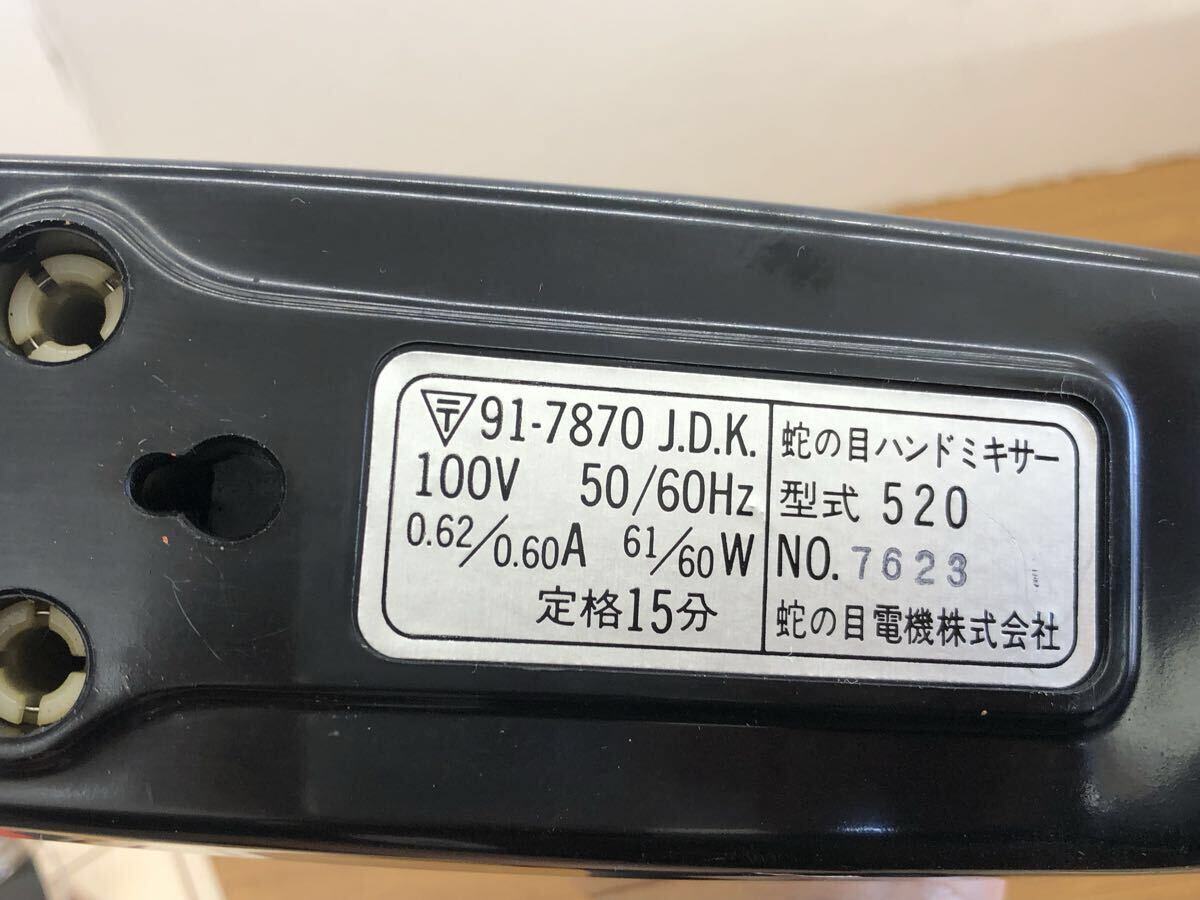 〒 91-7870 J.D.K.
100V 50/60Hz
0.62/0.60A 61/60W
定格15分
蛇の目ハンドミキサー
型式 520
NO. 7623
蛇の目電機株式会社